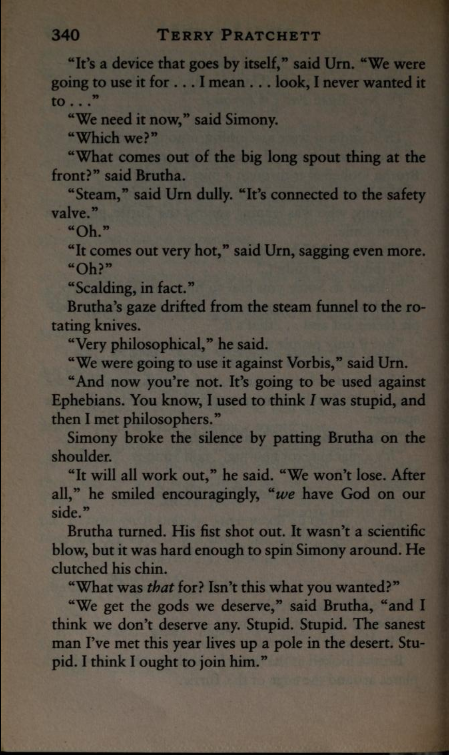 340 TERRY PRATCHETT
"It's a device that goes by itself," said Urn. "We were
going to use it for . . . I mean . . . look, I never wanted it
to . . ."
"We need it now," said Simony.
"Which we?"
"What comes out of the big long spout thing at the
front?" said Brutha.
"Steam," said Urn dully. "It's connected to the safety
valve."
"Oh."
"It comes out very hot," said Urn, sagging even more.
"Oh?"
"Scalding, in fact."
Brutha's gaze drifted from the steam funnel to the ro-
tating knives.
"Very philosophical," he said.
"We were going to use it against Vorbis," said Urn.
"And now you're not. It's going to be used against
Ephebians. You know, I used to think I was stupid, and
then I met philosophers."
Simony broke the silence by patting Brutha on the
shoulder.
"It will all work out," he said. "We won't lose. After
all," he smiled encouragingly, "we have God on our
side."
Brutha turned. His fist shot out. It wasn't a scientific
blow, but it was hard enough to spin Simony around. He
clutched his chin.
"What was that for? Isn't this what you wanted?"
"We get the gods we deserve," said Brutha, "and I
think we don't deserve any. Stupid. Stupid. The sanest
man I've met this year lives up a pole in the desert. Stu-
pid. I think I ought to join him."